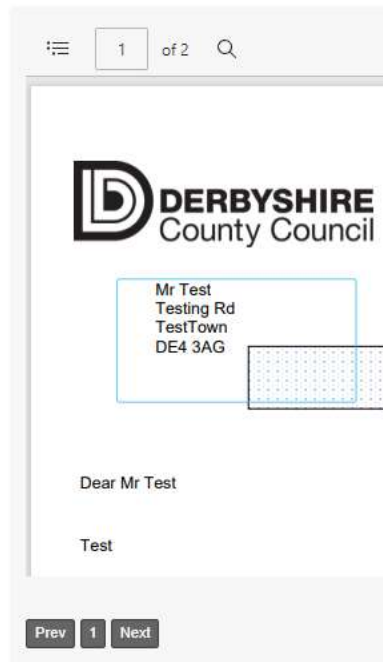 1 of 2
DERBYSHIRE
County Council
Mr Test
Testing Rd
TestTown
DE4 3AG
Dear Mr Test
Test
Prev 1 Next